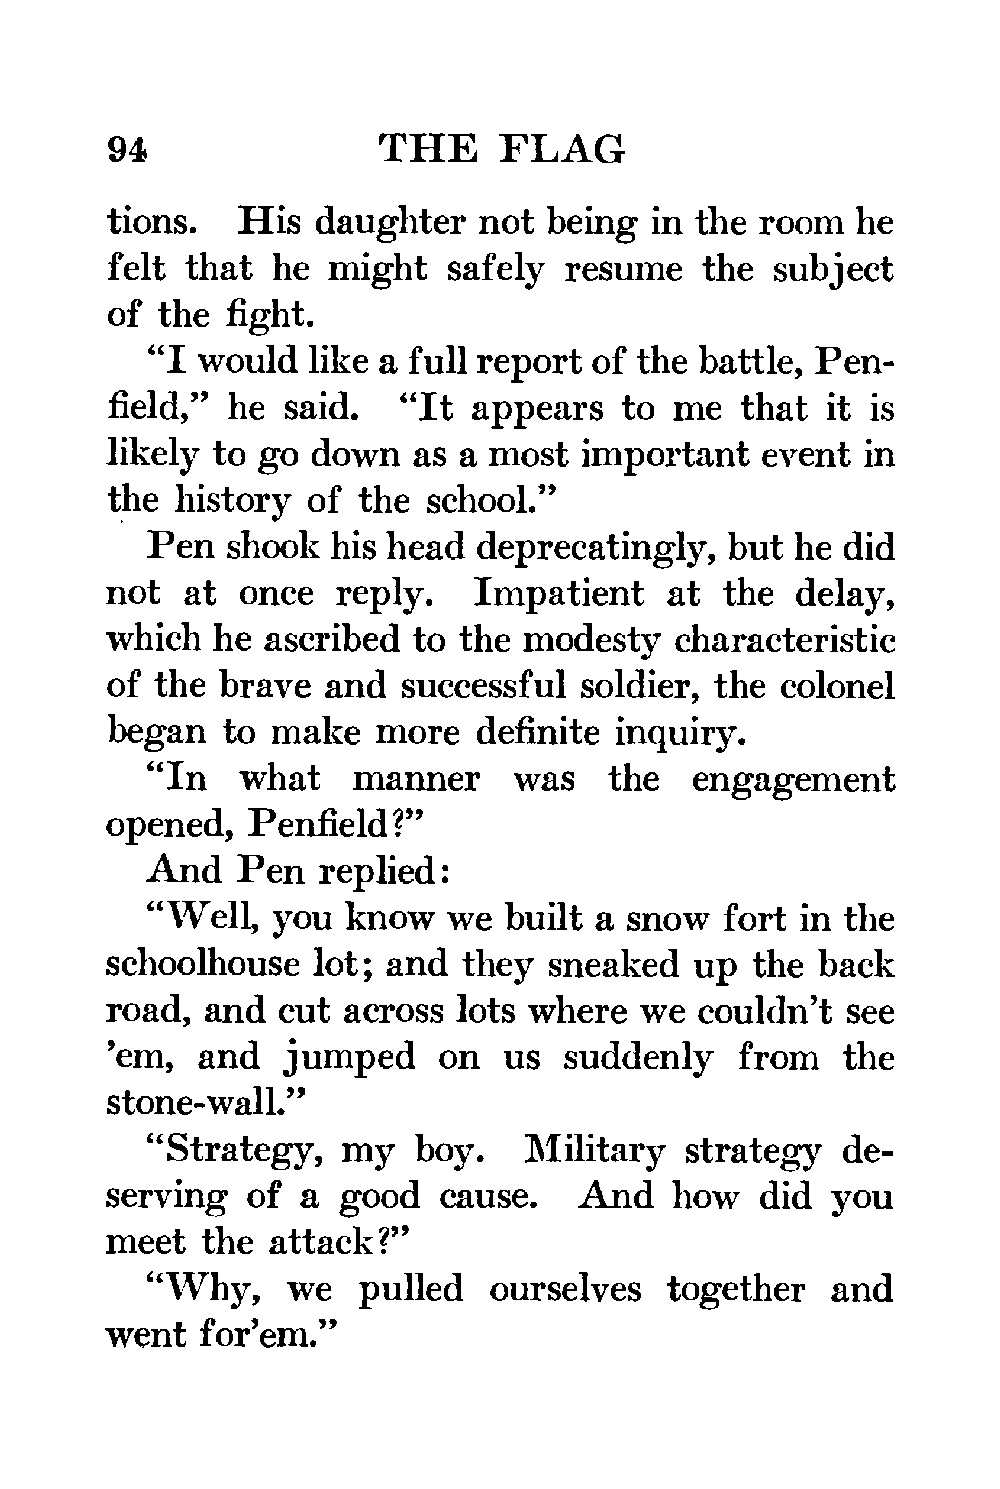 94 THE FLAG
tions. His daughter not being in the room he
felt that he might safely resume the subject
of the fight.
“I would like a full report of the battle, Pen-
field,” he said. “It appears to me that it is
likely to go down as a most important event in
the history of the school.”
Pen shook his head deprecatingly, but he did
not at once reply. Impatient at the delay,
which he ascribed to the modesty characteristic
of the brave and successful soldier, the colonel
began to make more definite inquiry.
“In what manner was the engagement
opened, Penfield?”
And Pen replied:
“Well, you know we built a snow fort in the
schoolhouse lot; and they sneaked up the back
road, and cut across lots where we couldn’t see
’em, and jumped on us suddenly from the
stone-wall.”
“Strategy, my boy. Military strategy de-
serving of a good cause. And how did you
meet the attack?”
“Why, we pulled ourselves together and
went for’em.”